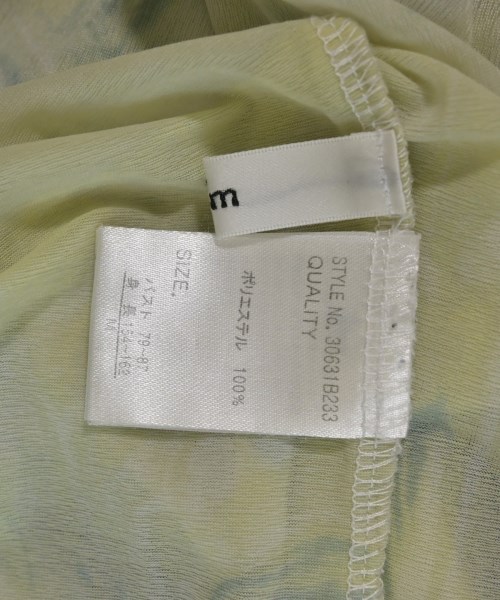 m
STYLE No. 30631B233
QUALITY
ポリエステル 100%
SIZE.
バスト 79-87
身 長 154-162
M